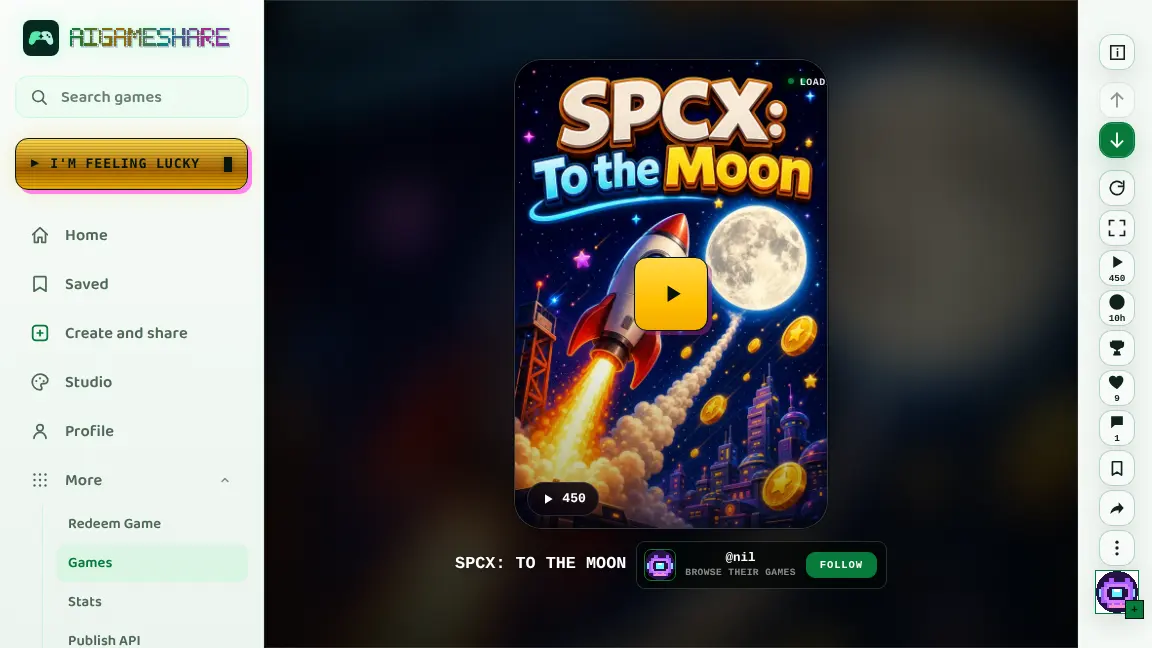 AIGAMESHARE
Search games
I'M FEELING LUCKY
Home
Saved
Create and share
Studio
Profile
More
Redeem Game
Games
Stats
Publish API
LOAD
SPCX:
To the Moon
450
SPCX: TO THE MOON
@nil
BROWSE THEIR GAMES
FOLLOW
450
10h
9
1